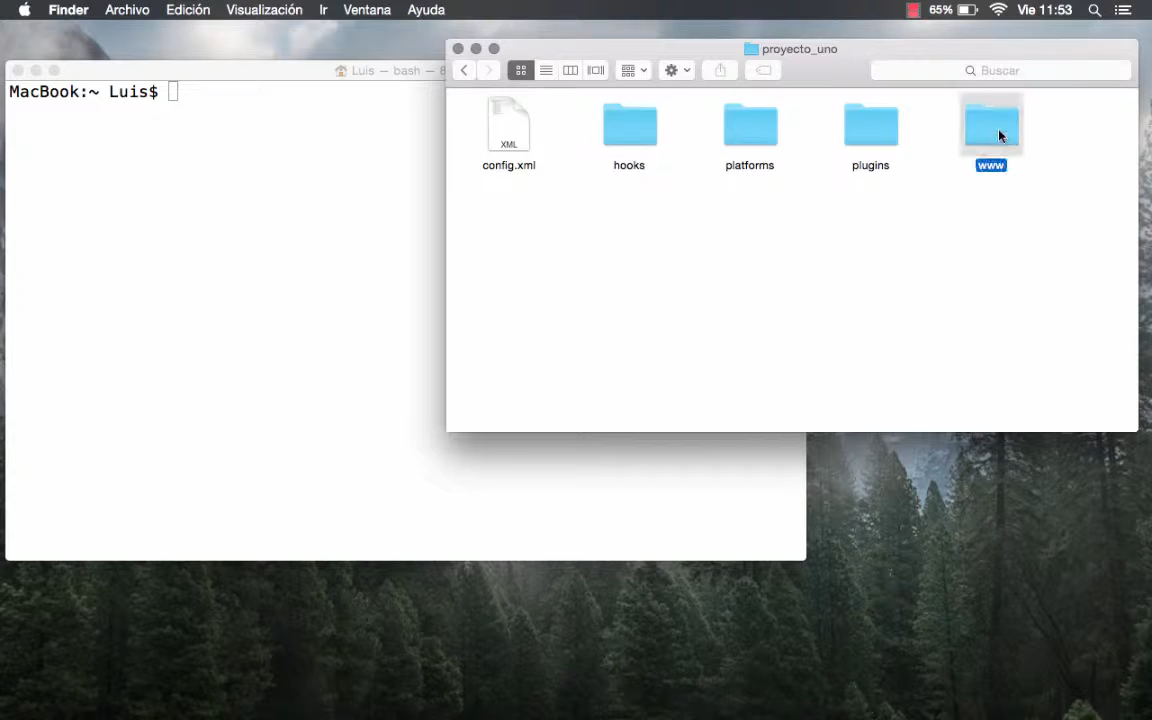 Finder Archivo Edición Visualización Ir Ventana Ayuda 65% Vie 11:53
Luis — bash — 8
MacBook:~ Luis$
proyecto_uno
Buscar
XML
config.xml hooks platforms plugins www